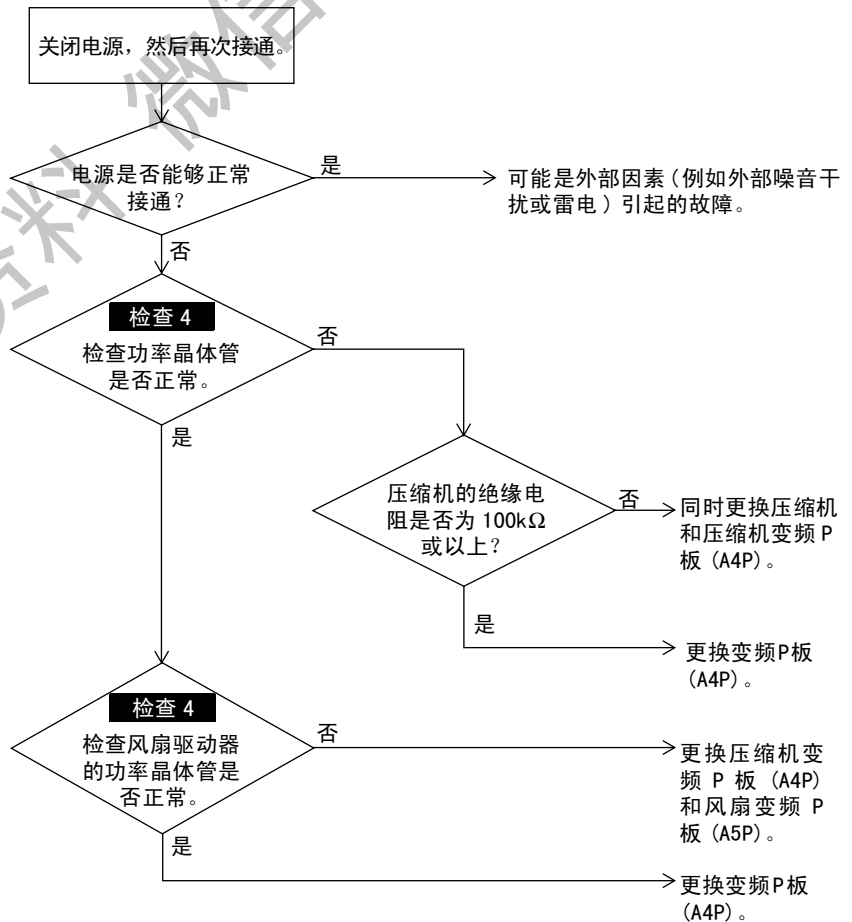 关闭电源，然后再次接通。
电源是否能够正常
接通？
是
可能是外部因素（例如外部噪音干
扰或雷电）引起的故障。
否
检查 4
检查功率晶体管
是否正常。
否
是
压缩机的绝缘电
阻是否为 100kΩ
或以上？
否
同时更换压缩机
和压缩机变频 P
板 (A4P)。
是
更换变频P板
(A4P)。
检查 4
检查风扇驱动器
的功率晶体管是
否正常。
否
更换压缩机变
频 P 板 (A4P)
和风扇变频 P
板 (A5P)。
是
更换变频P板
(A4P)。
资料 微信